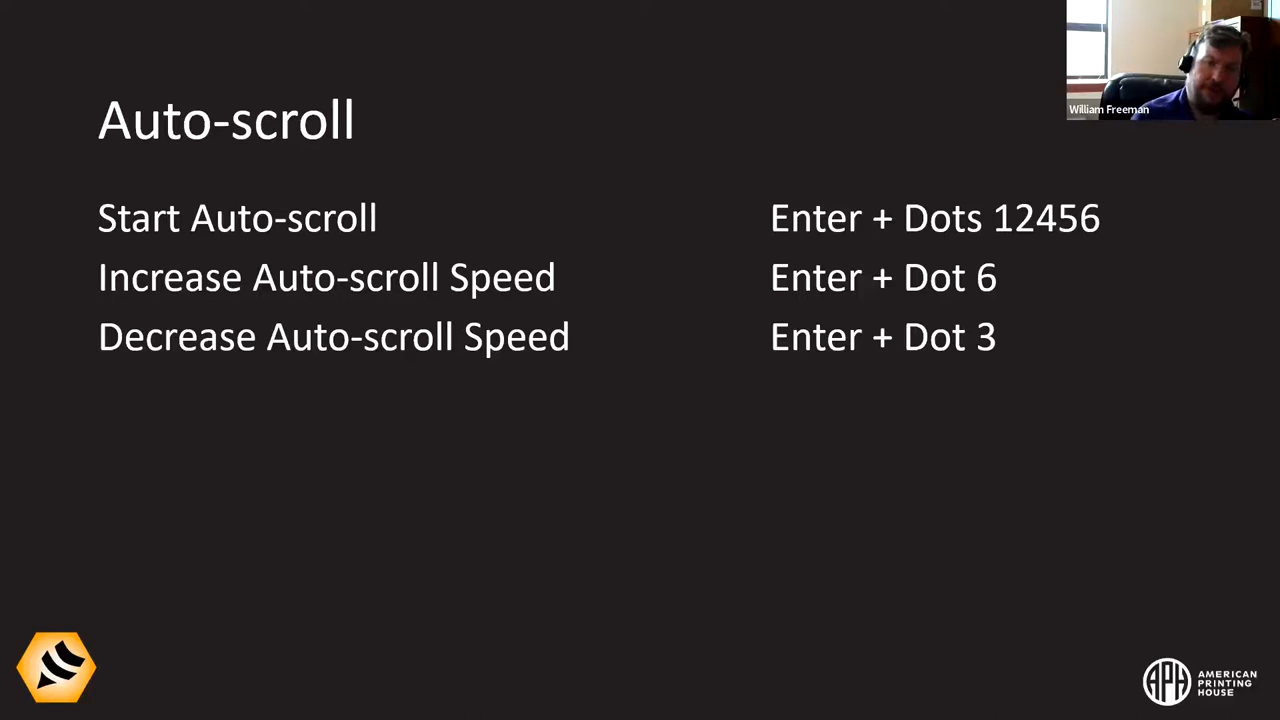 William Freeman
Auto-scroll
Start Auto-scroll Enter + Dots 12456
Increase Auto-scroll Speed Enter + Dot 6
Decrease Auto-scroll Speed Enter + Dot 3
APH
AMERICAN
PRINTING
HOUSE